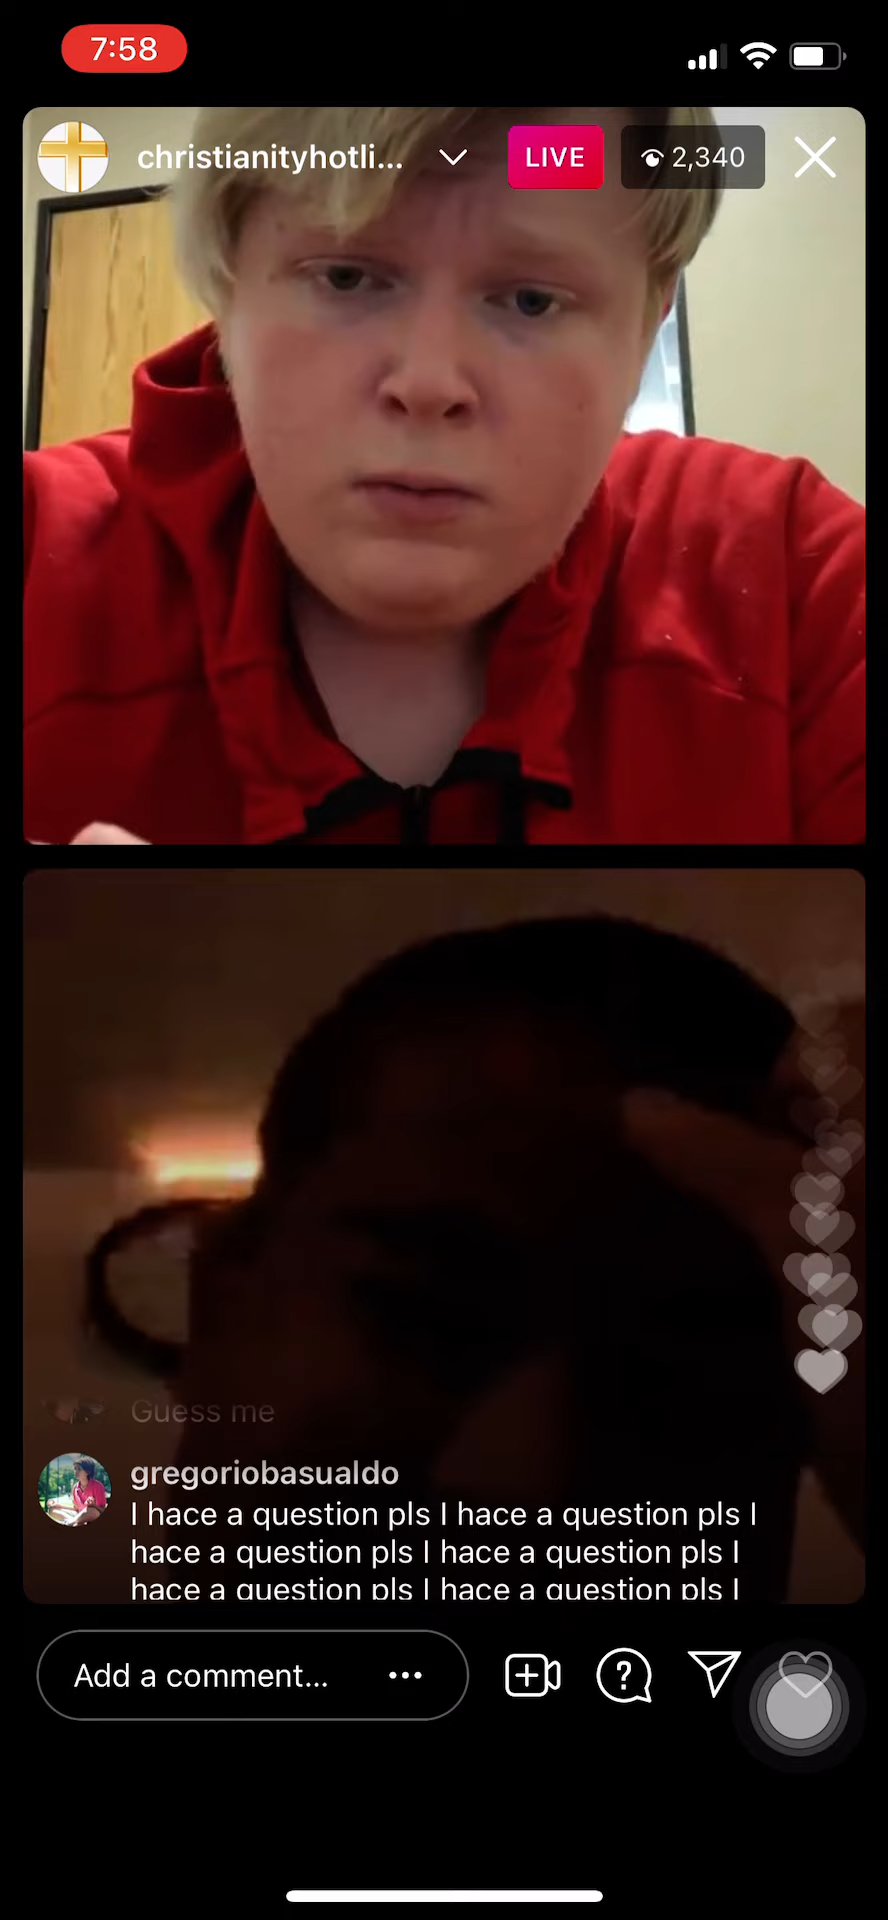 7:58
christianityhotli...
LIVE
2,340
Guess me
gregoriobasualdo
I hace a question pls I hace a question pls I
hace a question pls I hace a question pls I
hace a question pls I hace a question pls I
Add a comment...